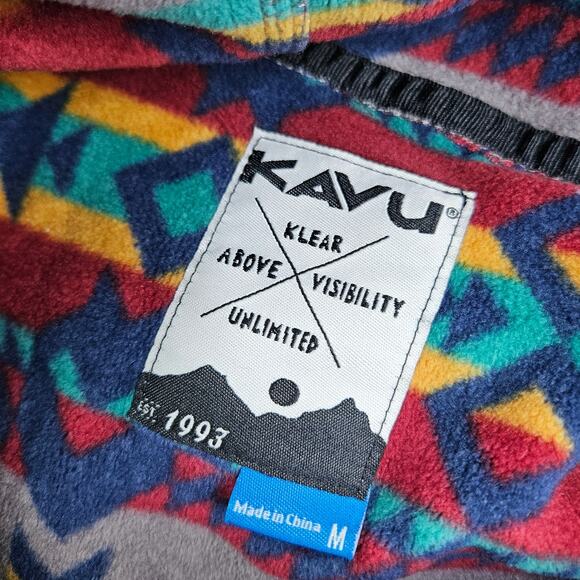 KAVU®
KLEAR
ABOVE VISIBILITY
UNLIMITED
EST 1993
Made in China M